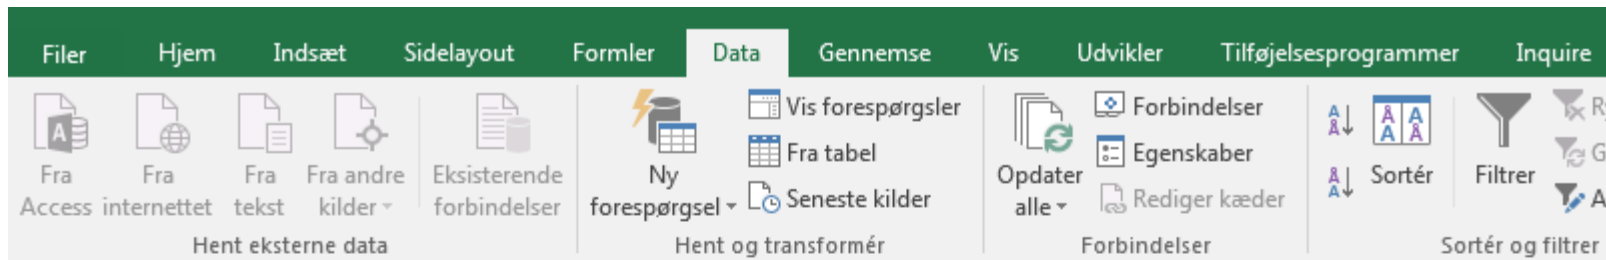 Filer Hjem Indsæt Sidelayout Formler Data Gennemse Vis Udvikler Tilføjelsesprogrammer Inquire
Fra
Access
Fra
internettet
Fra
tekst
Fra andre
kilder
Eksisterende
forbindelser
Hent eksterne data
Ny
forespørgsel
Vis forespørgsler
Fra tabel
Seneste kilder
Hent og transformér
Opdater
alle
Forbindelser
Egenskaber
Rediger kæder
Forbindelser
Sortér
Filtrer
Sortér og filtrer